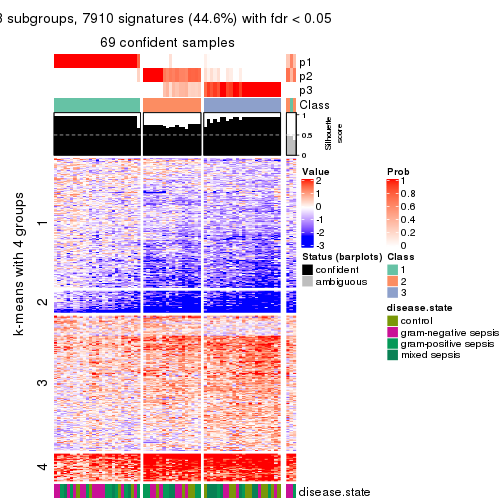 3 subgroups, 7910 signatures (44.6%) with fdr < 0.05
69 confident samples
p1
p2
p3
Class
1
0.5
0
Silhouette
score
k-means with 4 groups
1
2
3
4
disease.state
Value
2
1
0
-1
-2
-3
Prob
1
0.8
0.6
0.4
0.2
0
Status (barplots)
confident
ambiguous
Class
1
2
3
disease.state
control
gram-negative sepsis
gram-positive sepsis
mixed sepsis